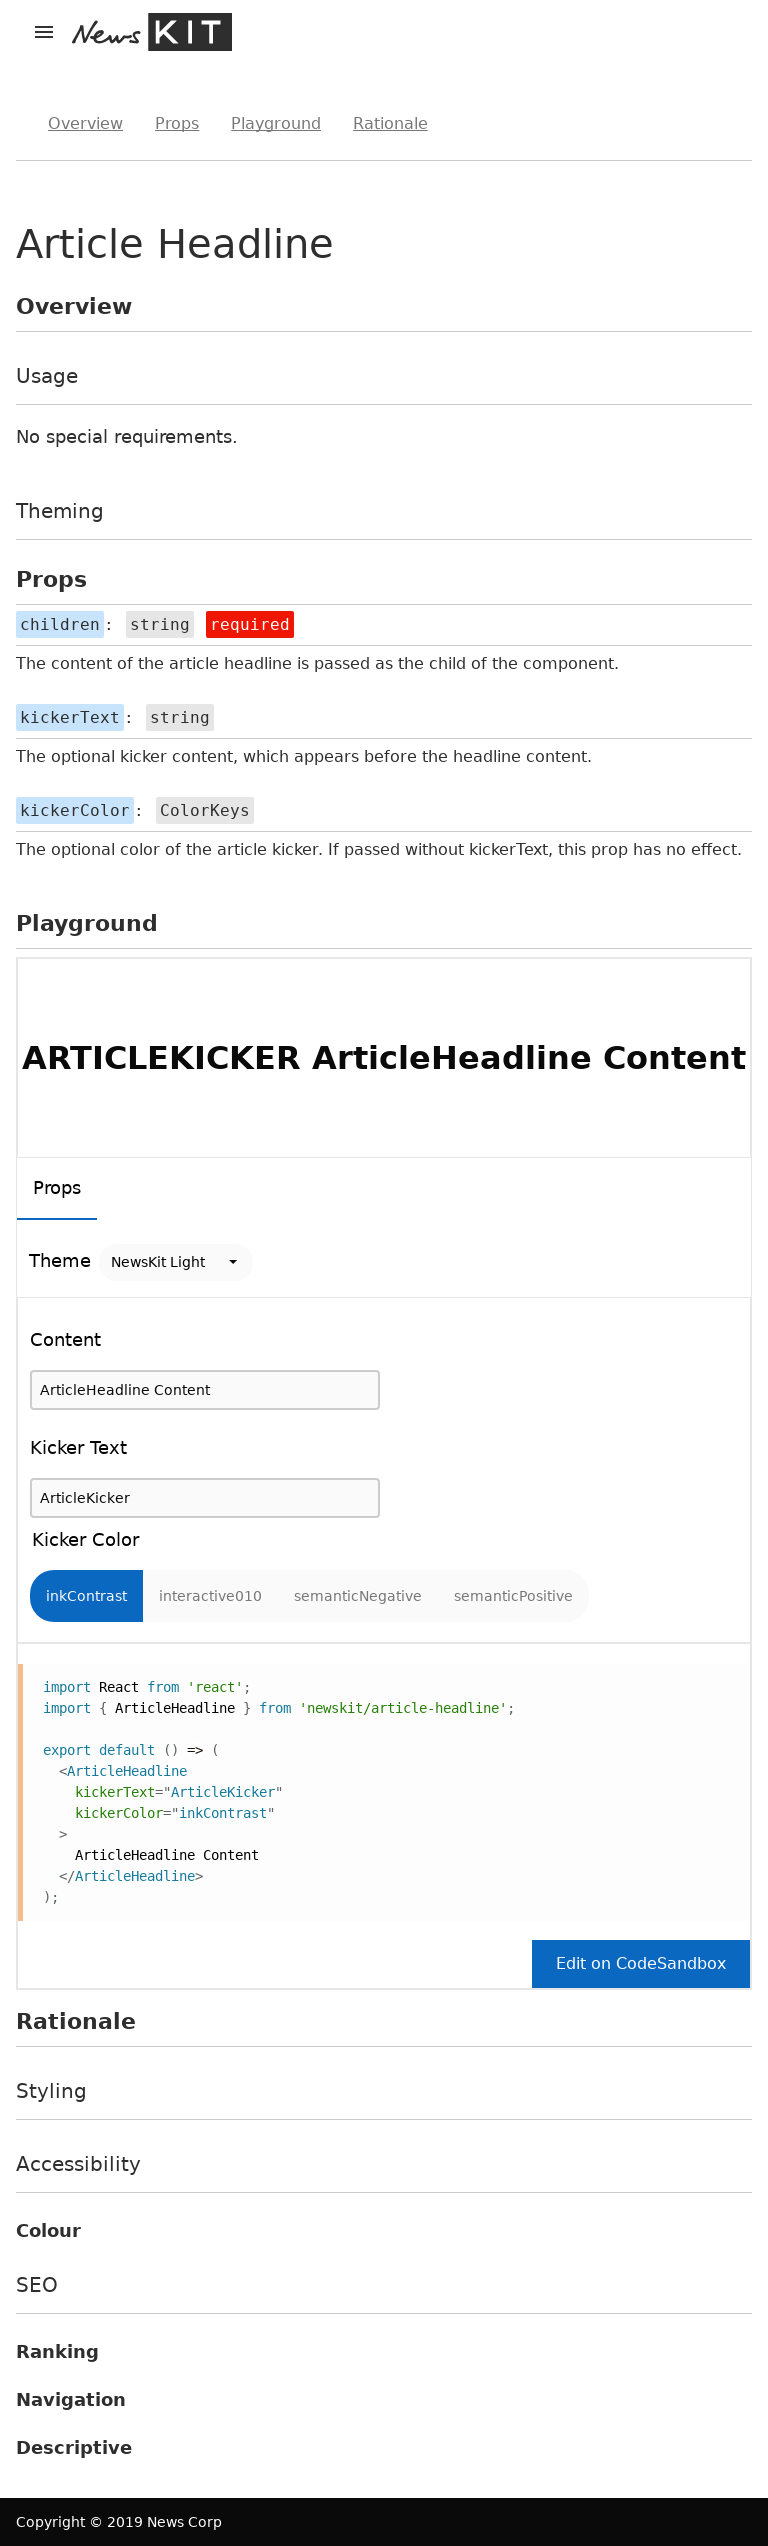 News KIT
Overview Props Playground Rationale
Article Headline
Overview
Usage
No special requirements.
Theming
Props
children: string required
The content of the article headline is passed as the child of the component.
kickerText: string
The optional kicker content, which appears before the headline content.
kickerColor: ColorKeys
The optional color of the article kicker. If passed without kickerText, this prop has no effect.
Playground
ARTICLEKICKER ArticleHeadline Content
Props
Theme NewsKit Light
Content
ArticleHeadline Content
Kicker Text
ArticleKicker
Kicker Color
inkContrast interactive010 semanticNegative semanticPositive
import React from 'react';
import { ArticleHeadline } from 'newskit/article-headline';
export default () => (
<ArticleHeadline
kickerText="ArticleKicker"
kickerColor="inkContrast"
>
ArticleHeadline Content
</ArticleHeadline>
);
Edit on CodeSandbox
Rationale
Styling
Accessibility
Colour
SEO
Ranking
Navigation
Descriptive
Copyright © 2019 News Corp